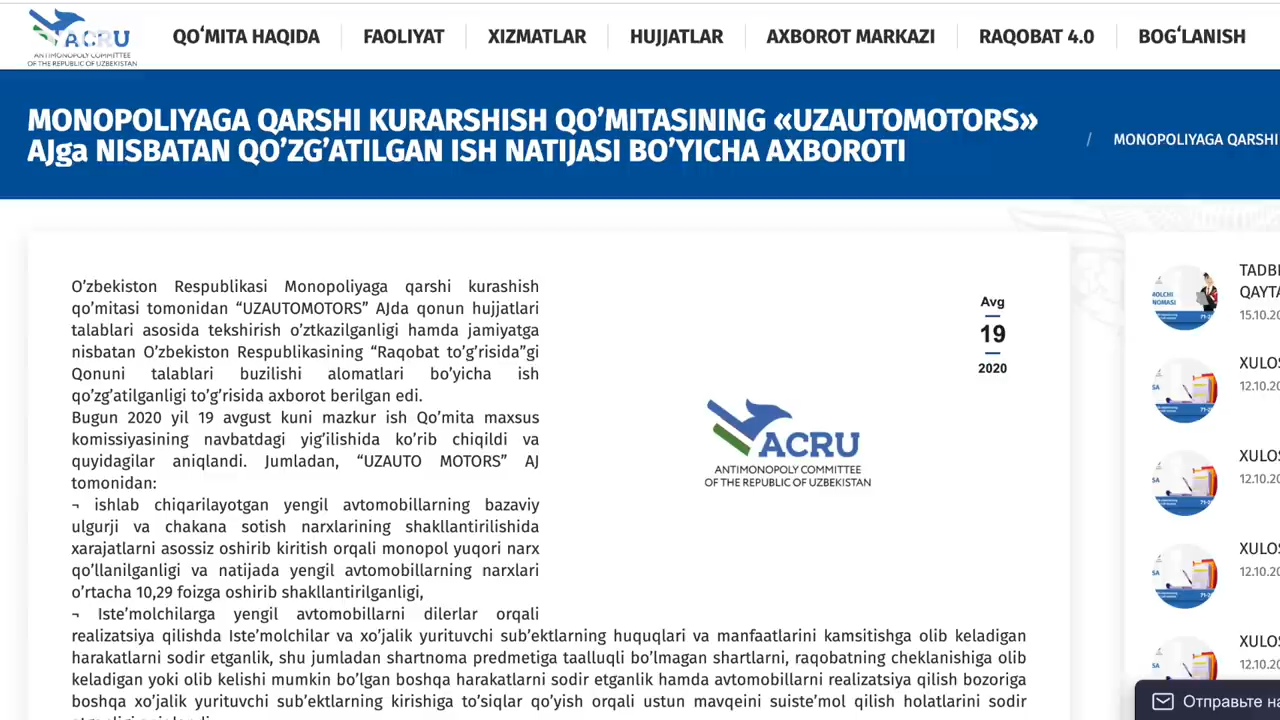 ACRU
ANTIMONOPOLY COMMITTEE
OF THE REPUBLIC OF UZBEKISTAN
QO‘MITA HAQIDA
FAOLIYAT
XIZMATLAR
HUJJATLAR
AXBOROT MARKAZI
RAQOBAT 4.0
BOG‘LANISH
MONOPOLIYAGA QARSHI KURARSHISH QO’MITASINING «UZAUTOMOTORS»
AJga NISBATAN QO’ZG’ATILGAN ISH NATIJASI BO’YICHA AXBOROTI
/ MONOPOLIYAGA QARSHI
O’zbekiston Respublikasi Monopoliyaga qarshi kurashish
qo’mitasi tomonidan “UZAUTOMOTORS” AJda qonun hujjatlari
talablari asosida tekshirish o’ztkazilganligi hamda jamiyatga
nisbatan O’zbekiston Respublikasining “Raqobat to’g’risida”gi
Qonuni talablari buzilishi alomatlari bo’yicha ish
qo’zg’atilganligi to’g’risida axborot berilgan edi.
Bugun 2020 yil 19 avgust kuni mazkur ish Qo’mita maxsus
komissiyasining navbatdagi yig’ilishida ko’rib chiqildi va
quyidagilar aniqlandi. Jumladan, “UZAUTO MOTORS” AJ
tomonidan:
¬ ishlab chiqarilayotgan yengil avtomobillarning bazaviy
ulgurji va chakana sotish narxlarining shakllantirilishida
xarajatlarni asossiz oshirib kiritish orqali monopol yuqori narx
qo’llanilganligi va natijada yengil avtomobillarning narxlari
o’rtacha 10,29 foizga oshirib shakllantirilganligi,
¬ Iste’molchilarga yengil avtomobillarni dilerlar orqali
realizatsiya qilishda Iste’molchilar va xo’jalik yurituvchi sub’ektlarning huquqlari va manfaatlarini kamsitishga olib keladigan
harakatlarni sodir etganlik, shu jumladan shartnoma predmetiga taalluqli bo’lmagan shartlarni, raqobatning cheklanishiga olib
keladigan yoki olib kelishi mumkin bo’lgan boshqa harakatlarni sodir etganlik hamda avtomobillarni realizatsiya qilish bozoriga
boshqa xo’jalik yurituvchi sub’ektlarning kirishiga to’siqlar qo’yish orqali ustun mavqeini suiste’mol qilish holatlarini sodir
Avg
19
2020
ACRU
ANTIMONOPOLY COMMITTEE
OF THE REPUBLIC OF UZBEKISTAN
TADBI
QAYTA
15.10.20
XULOS
12.10.20
XULOS
12.10.20
XULOS
12.10.20
XULOS
12.10.20
Отправьте на